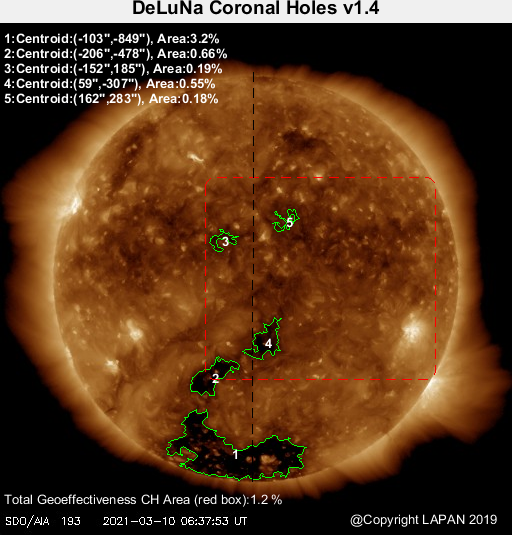 DeLuNa Coronal Holes v1.4
1:Centroid:(-103",-849"), Area:3.2%
2:Centroid:(-206",-478"), Area:0.66%
3:Centroid:(-152",185"), Area:0.19%
4:Centroid:(59",-307"), Area:0.55%
5:Centroid:(162",283"), Area:0.18%
5
3
4
2
1
Total Geoeffectiveness CH Area (red box):1.2 %
SDO/AIA 193 2021-03-10 06:37:53 UT
@Copyright LAPAN 2019